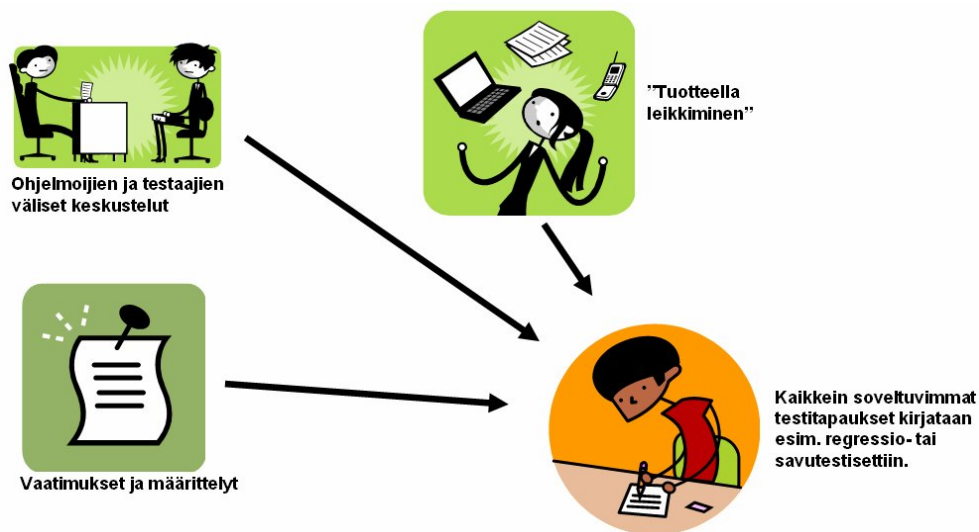 "Tuotteella
leikkiminen"
Ohjelmoijien ja testaajien
väliset keskustelut
Vaatimukset ja määrittelyt
Kaikkein soveltuvimmat
testitapaukset kirjataan
esim. regressio- tai
savutestisettiin.